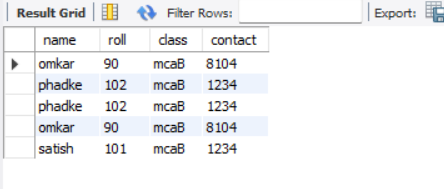 Result Grid Filter Rows: Export:
name roll class contact
omkar 90 mcaB 8104
phadke 102 mcaB 1234
phadke 102 mcaB 1234
omkar 90 mcaB 8104
satish 101 mcaB 1234